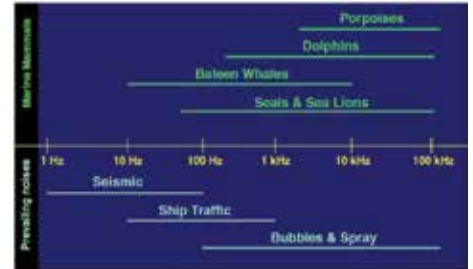 Marine Mammals
Porpoises
Dolphins
Baleen Whales
Seals & Sea Lions
1 Hz 10 Hz 100 Hz 1 kHz 10 kHz 100 kHz
Prevailing noises
Seismic
Ship Traffic
Bubbles & Spray